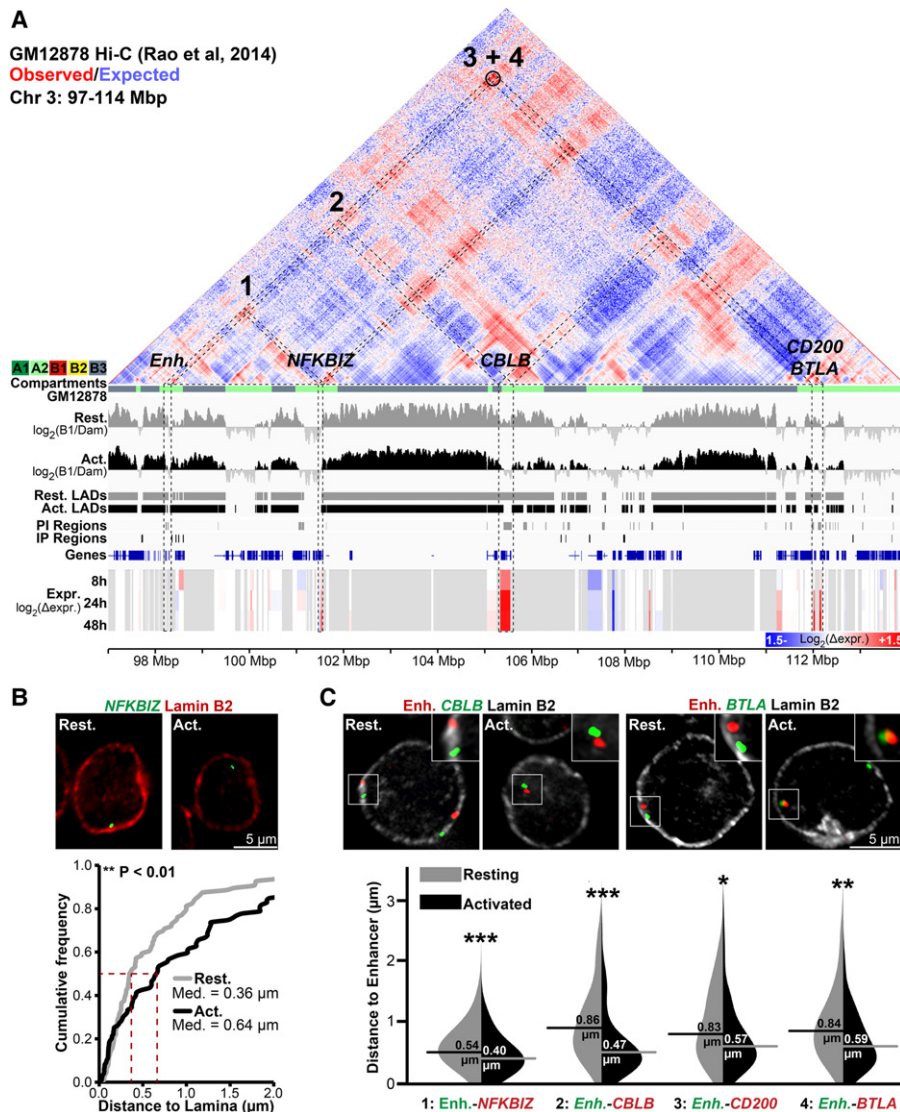 A
GM12878 Hi-C (Rao et al, 2014)
Observed/Expected
Chr 3: 97-114 Mbp
3 + 4
2
1
Enh.
NFKBIZ
CBLB
CD200
BTLA
A1 A2 B1 B2 B3
Compartments
GM12878
Rest.
log2(B1/Dam)
Act.
log2(B1/Dam)
Rest. LADs
Act. LADs
PI Regions
IP Regions
Genes
8h
Expr. 24h
log2(Δexpr.)
48h
1.5- Log2(Δexpr.) +1.5
98 Mbp 100 Mbp 102 Mbp 104 Mbp 106 Mbp 108 Mbp 110 Mbp 112 Mbp
B
NFKBIZ Lamin B2
Rest. Act.
5 µm
** P < 0.01
Cumulative frequency
1.0
0.8
0.6
0.4
0.2
0.0
Rest.
Med. = 0.36 µm
Act.
Med. = 0.64 µm
0.0 0.5 1.0 1.5 2.0
Distance to Lamina (µm)
C
Enh. CBLB Lamin B2 Enh. BTLA Lamin B2
Rest. Act. Rest. Act.
5 µm
Resting
Activated
Distance to Enhancer (µm)
3
2
1
0
*** *** * **
0.54 µm 0.40 µm
0.86 µm 0.47 µm
0.83 µm 0.57 µm
0.84 µm 0.59 µm
1: Enh.-NFKBIZ 2: Enh.-CBLB 3: Enh.-CD200 4: Enh.-BTLA